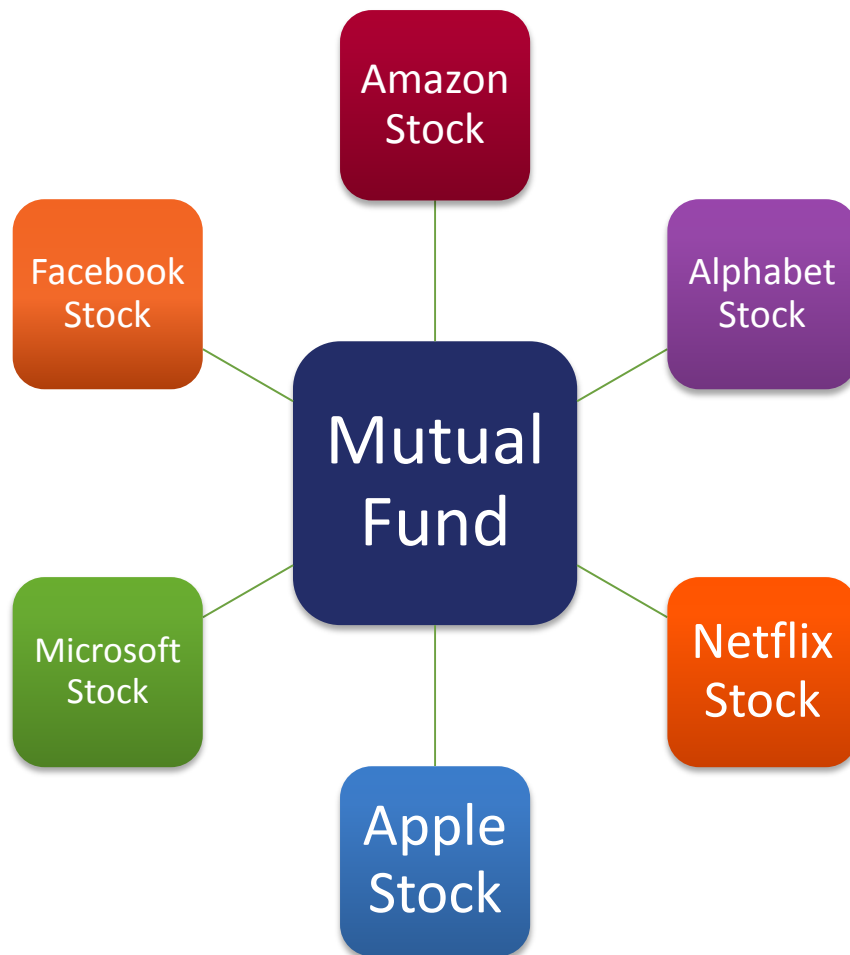 Amazon
Stock
Facebook
Stock
Alphabet
Stock
Mutual
Fund
Microsoft
Stock
Netflix
Stock
Apple
Stock